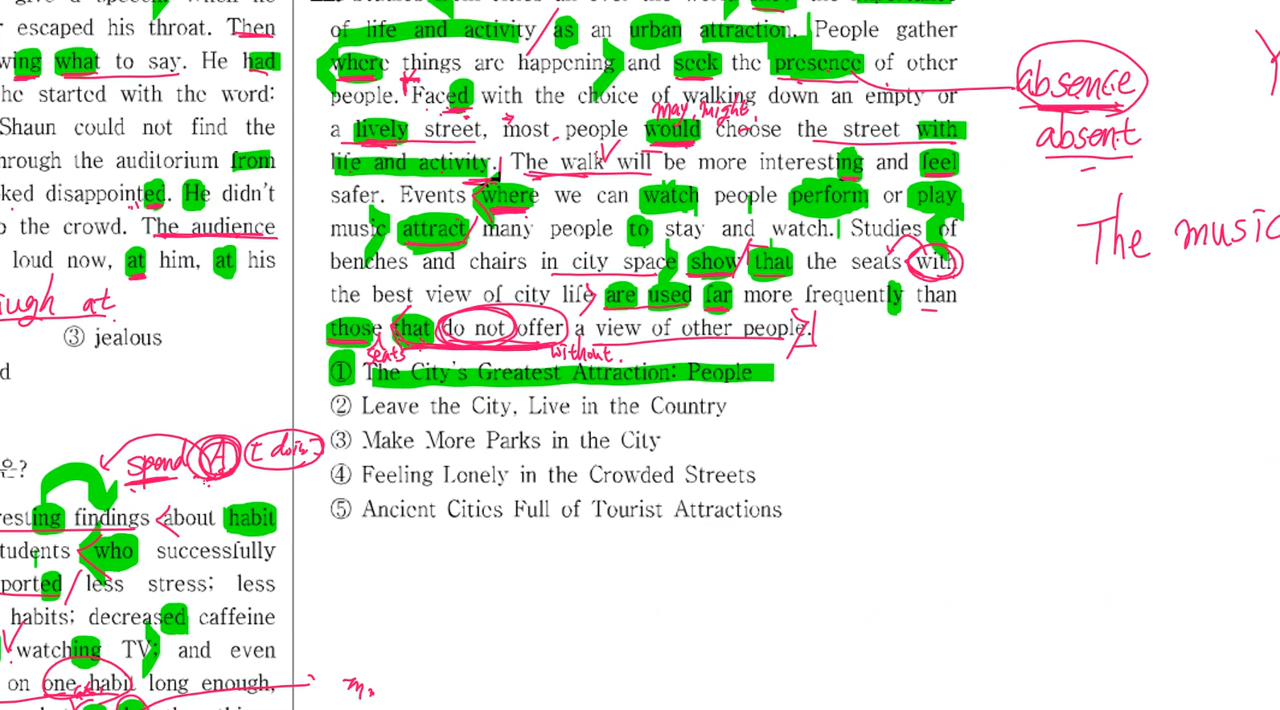 escaped his throat. Then
wing what to say. He had
he started with the word:
Shaun could not find the
hrough the auditorium from
ked disappointed. He didn't
o the crowd. The audience
loud now, at him, at his
ugh at
③ jealous
d
은?
spend A [doing]
esting findings about habit
tudents who successfully
ported less stress; less
habits; decreased caffeine
watching TV; and even
on one habit long enough,
of life and activity as an urban attraction. People gather
where things are happening and seek the presence of other
people. Faced with the choice of walking down an empty or
may, might
a lively street, most people would choose the street with
life and activity. The walk will be more interesting and feel
safer. Events where we can watch people perform or play
music attract many people to stay and watch. Studies of
benches and chairs in city space show that the seats with
the best view of city life are used far more frequently than
those that do not offer a view of other people.
seats without.
① The City's Greatest Attraction: People
② Leave the City, Live in the Country
③ Make More Parks in the City
④ Feeling Lonely in the Crowded Streets
⑤ Ancient Cities Full of Tourist Attractions
absence
absent
The music